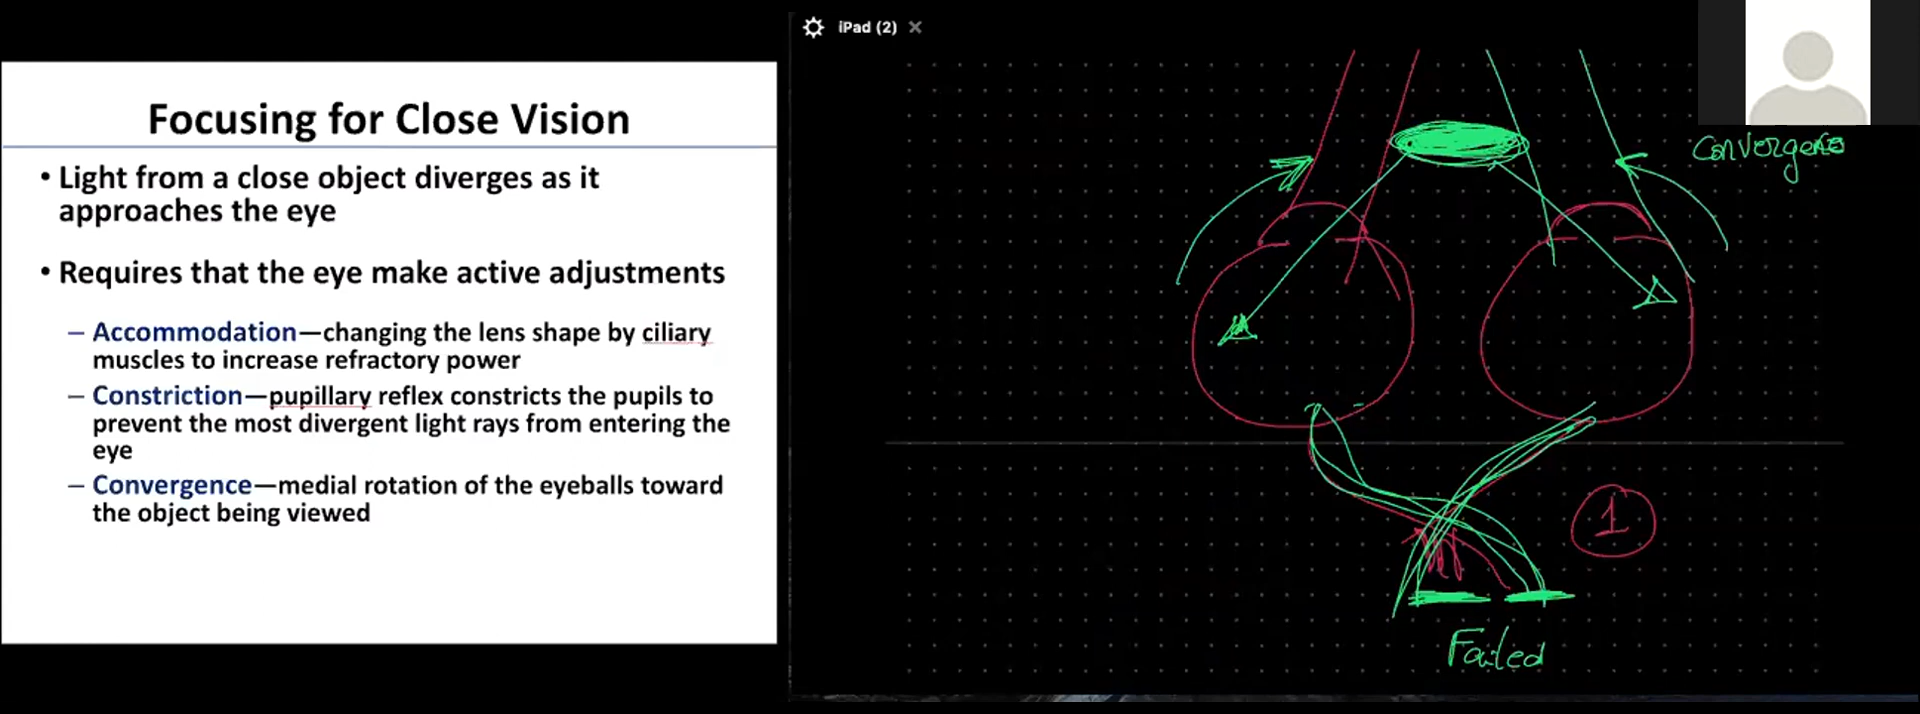 Focusing for Close Vision
• Light from a close object diverges as it
approaches the eye
• Requires that the eye make active adjustments
– Accommodation—changing the lens shape by ciliary
muscles to increase refractory power
– Constriction—pupillary reflex constricts the pupils to
prevent the most divergent light rays from entering the
eye
– Convergence—medial rotation of the eyeballs toward
the object being viewed
iPad (2)
Convergence
1
Failed